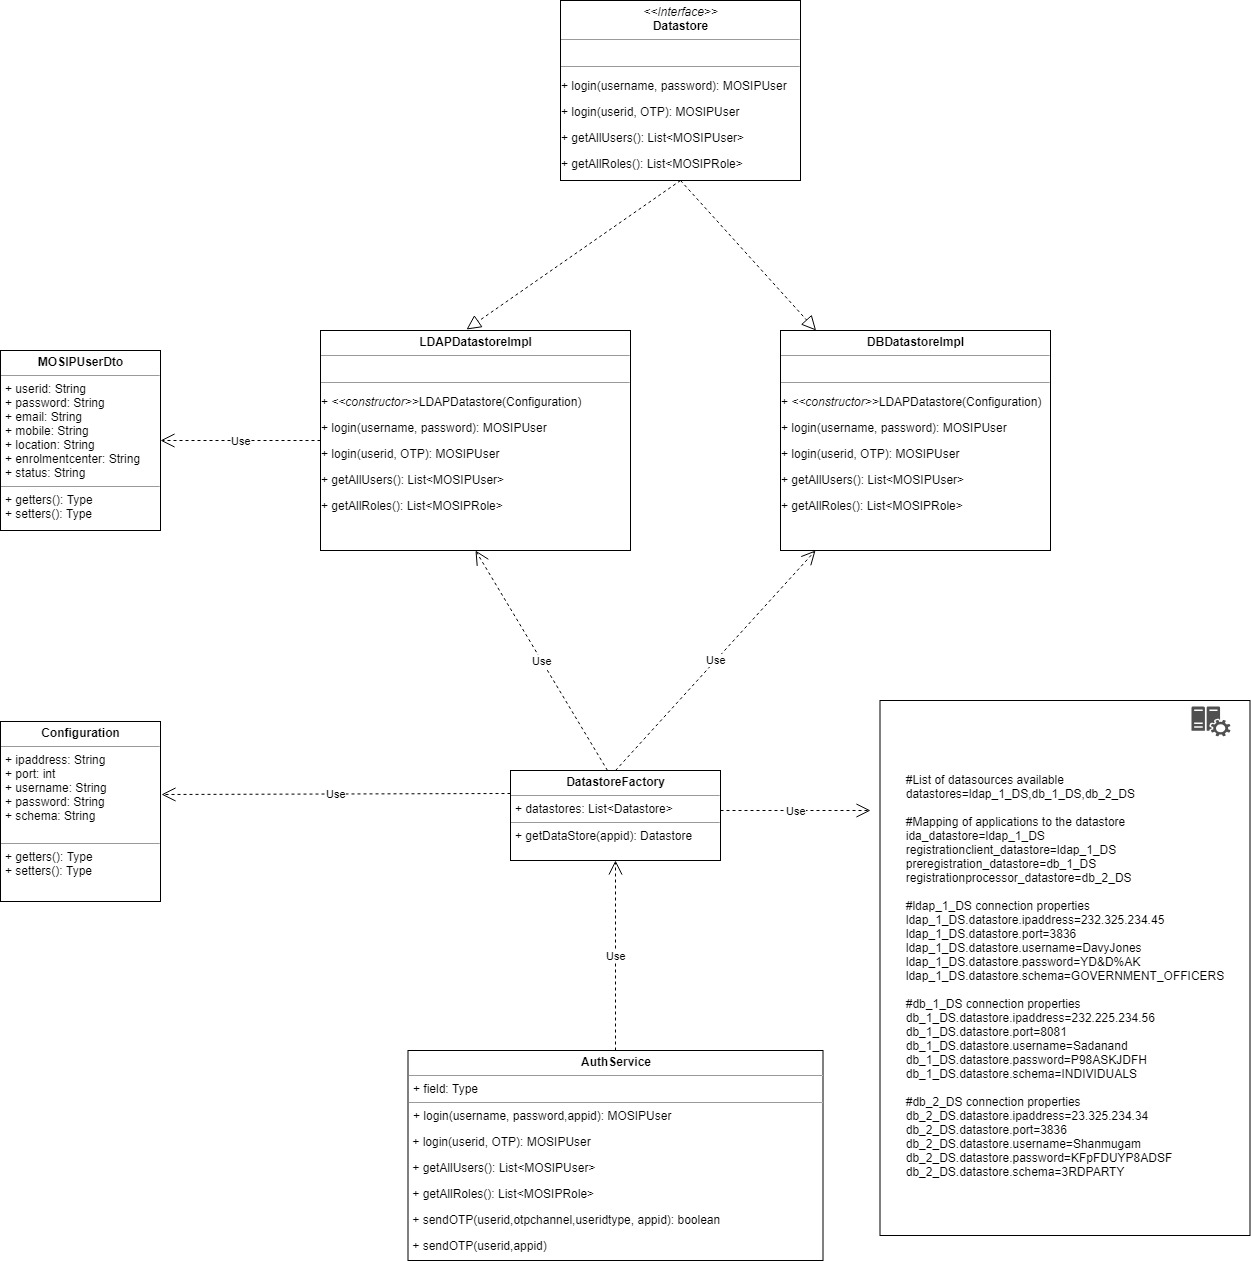 <<Interface>>
Datastore
+ login(username, password): MOSIPUser
+ login(userid, OTP): MOSIPUser
+ getAllUsers(): List<MOSIPUser>
+ getAllRoles(): List<MOSIPRole>
LDAPDatastoreImpl
+ <<constructor>>LDAPDatastore(Configuration)
+ login(username, password): MOSIPUser
+ login(userid, OTP): MOSIPUser
+ getAllUsers(): List<MOSIPUser>
+ getAllRoles(): List<MOSIPRole>
DBDatastoreImpl
+ <<constructor>>LDAPDatastore(Configuration)
+ login(username, password): MOSIPUser
+ login(userid, OTP): MOSIPUser
+ getAllUsers(): List<MOSIPUser>
+ getAllRoles(): List<MOSIPRole>
MOSIPUserDto
+ userid: String
+ password: String
+ email: String
+ mobile: String
+ location: String
+ enrolmentcenter: String
+ status: String
+ getters(): Type
+ setters(): Type
Use
Use
Use
Configuration
+ ipaddress: String
+ port: int
+ username: String
+ password: String
+ schema: String
+ getters(): Type
+ setters(): Type
Use
DatastoreFactory
+ datastores: List<Datastore>
+ getDataStore(appid): Datastore
Use
Use
AuthService
+ field: Type
+ login(username, password,appid): MOSIPUser
+ login(userid, OTP): MOSIPUser
+ getAllUsers(): List<MOSIPUser>
+ getAllRoles(): List<MOSIPRole>
+ sendOTP(userid,otpchannel,useridtype, appid): boolean
+ sendOTP(userid,appid)
#List of datasources available
datastores=ldap_1_DS,db_1_DS,db_2_DS
#Mapping of applications to the datastore
ida_datastore=ldap_1_DS
registrationclient_datastore=ldap_1_DS
preregistration_datastore=db_1_DS
registrationprocessor_datastore=db_2_DS
#ldap_1_DS connection properties
ldap_1_DS.datastore.ipaddress=232.325.234.45
ldap_1_DS.datastore.port=3836
ldap_1_DS.datastore.username=DavyJones
ldap_1_DS.datastore.password=YD&D%AK
ldap_1_DS.datastore.schema=GOVERNMENT_OFFICERS
#db_1_DS connection properties
db_1_DS.datastore.ipaddress=232.225.234.56
db_1_DS.datastore.port=8081
db_1_DS.datastore.username=Sadanand
db_1_DS.datastore.password=P98ASKJDFH
db_1_DS.datastore.schema=INDIVIDUALS
#db_2_DS connection properties
db_2_DS.datastore.ipaddress=23.325.234.34
db_2_DS.datastore.port=3836
db_2_DS.datastore.username=Shanmugam
db_2_DS.datastore.password=KFpFDUYP8ADSF
db_2_DS.datastore.schema=3RDPARTY